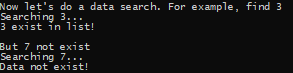 Now let's do a data search. For example, find 3
Searching 3...
3 exist in list!

But 7 not exist
Searching 7...
Data not exist!